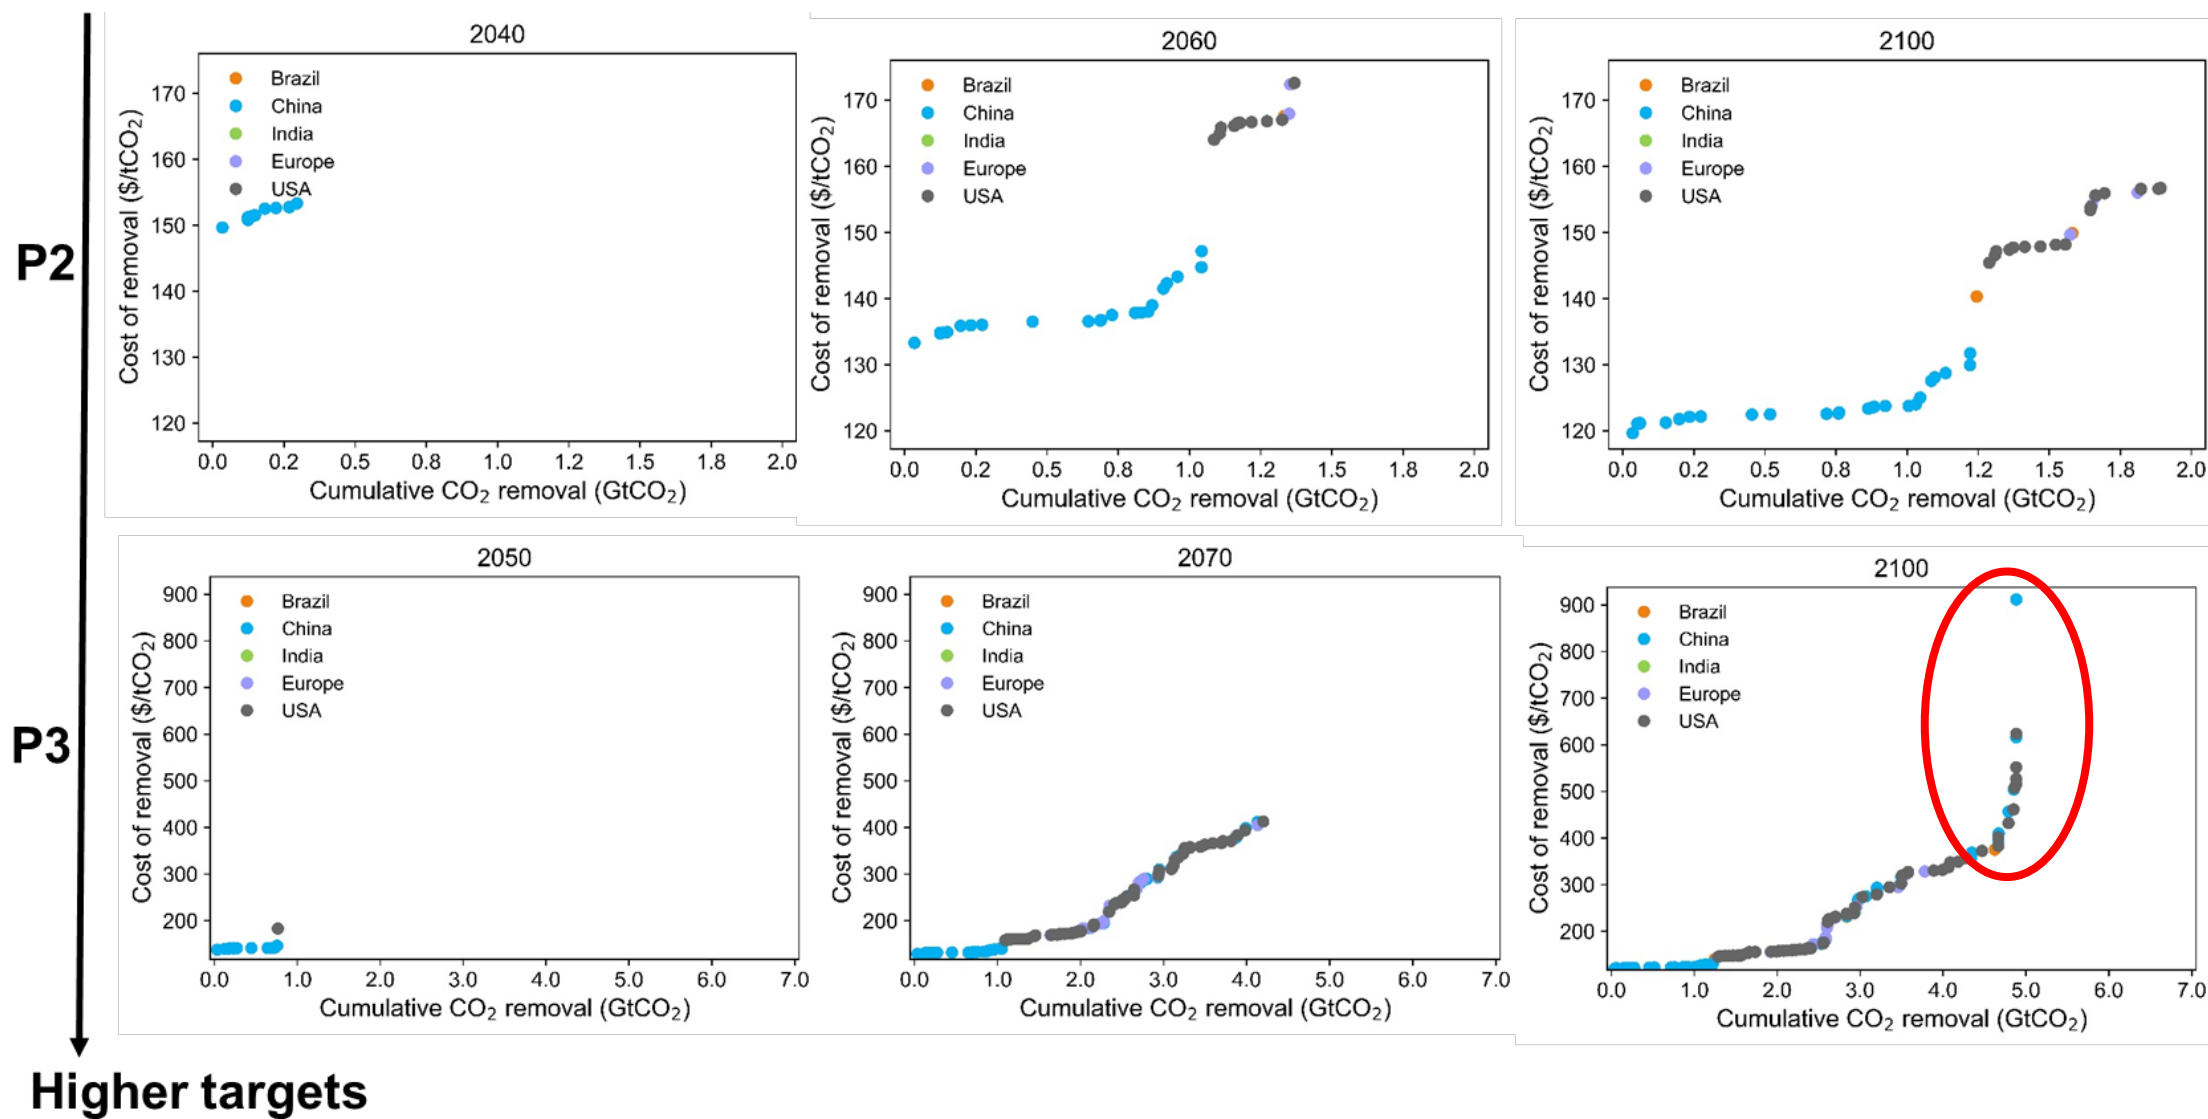 P2
2040
Cost of removal ($/tCO₂)
170
160
150
140
130
120
Brazil
China
India
Europe
USA
0.0 0.2 0.5 0.8 1.0 1.2 1.5 1.8 2.0
Cumulative CO₂ removal (GtCO₂)
2060
Cost of removal ($/tCO₂)
170
160
150
140
130
120
Brazil
China
India
Europe
USA
0.0 0.2 0.5 0.8 1.0 1.2 1.5 1.8 2.0
Cumulative CO₂ removal (GtCO₂)
2100
Cost of removal ($/tCO₂)
170
160
150
140
130
120
Brazil
China
India
Europe
USA
0.0 0.2 0.5 0.8 1.0 1.2 1.5 1.8 2.0
Cumulative CO₂ removal (GtCO₂)
P3
2050
Cost of removal ($/tCO₂)
900
800
700
600
500
400
300
200
Brazil
China
India
Europe
USA
0.0 1.0 2.0 3.0 4.0 5.0 6.0 7.0
Cumulative CO₂ removal (GtCO₂)
2070
Cost of removal ($/tCO₂)
900
800
700
600
500
400
300
200
Brazil
China
India
Europe
USA
0.0 1.0 2.0 3.0 4.0 5.0 6.0 7.0
Cumulative CO₂ removal (GtCO₂)
2100
Cost of removal ($/tCO₂)
900
800
700
600
500
400
300
200
Brazil
China
India
Europe
USA
0.0 1.0 2.0 3.0 4.0 5.0 6.0 7.0
Cumulative CO₂ removal (GtCO₂)
Higher targets